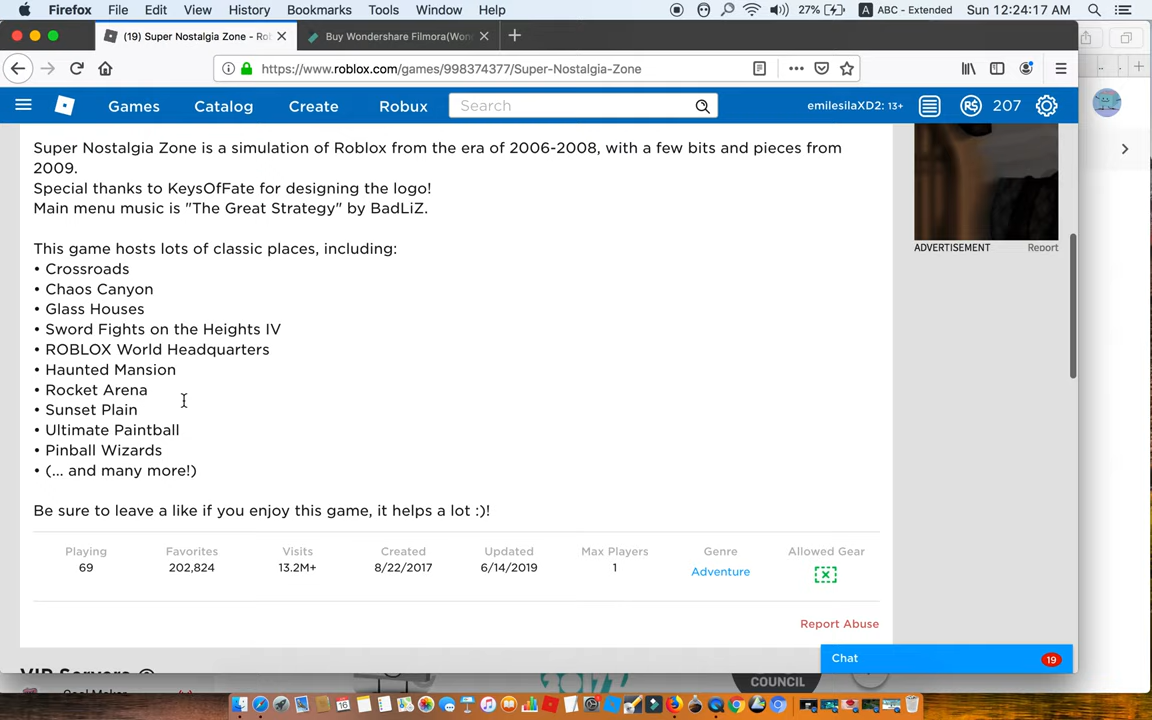 Firefox File Edit View History Bookmarks Tools Window Help 27% A ABC - Extended Sun 12:24:17 AM
(19) Super Nostalgia Zone - Ro Buy Wondershare Filmora(Won
https://www.roblox.com/games/998374377/Super-Nostalgia-Zone
Games Catalog Create Robux Search emilesilaXD2: 13+ R$ 207
Super Nostalgia Zone is a simulation of Roblox from the era of 2006-2008, with a few bits and pieces from
2009.
Special thanks to KeysOfFate for designing the logo!
Main menu music is "The Great Strategy" by BadLiZ.
ADVERTISEMENT Report
This game hosts lots of classic places, including:
• Crossroads
• Chaos Canyon
• Glass Houses
• Sword Fights on the Heights IV
• ROBLOX World Headquarters
• Haunted Mansion
• Rocket Arena
• Sunset Plain
• Ultimate Paintball
• Pinball Wizards
• (... and many more!)
Be sure to leave a like if you enjoy this game, it helps a lot :)!
Playing Favorites Visits Created Updated Max Players Genre Allowed Gear
69 202,824 13.2M+ 8/22/2017 6/14/2019 1 Adventure
Report Abuse
Chat 19
VIP Servers
COUNCIL